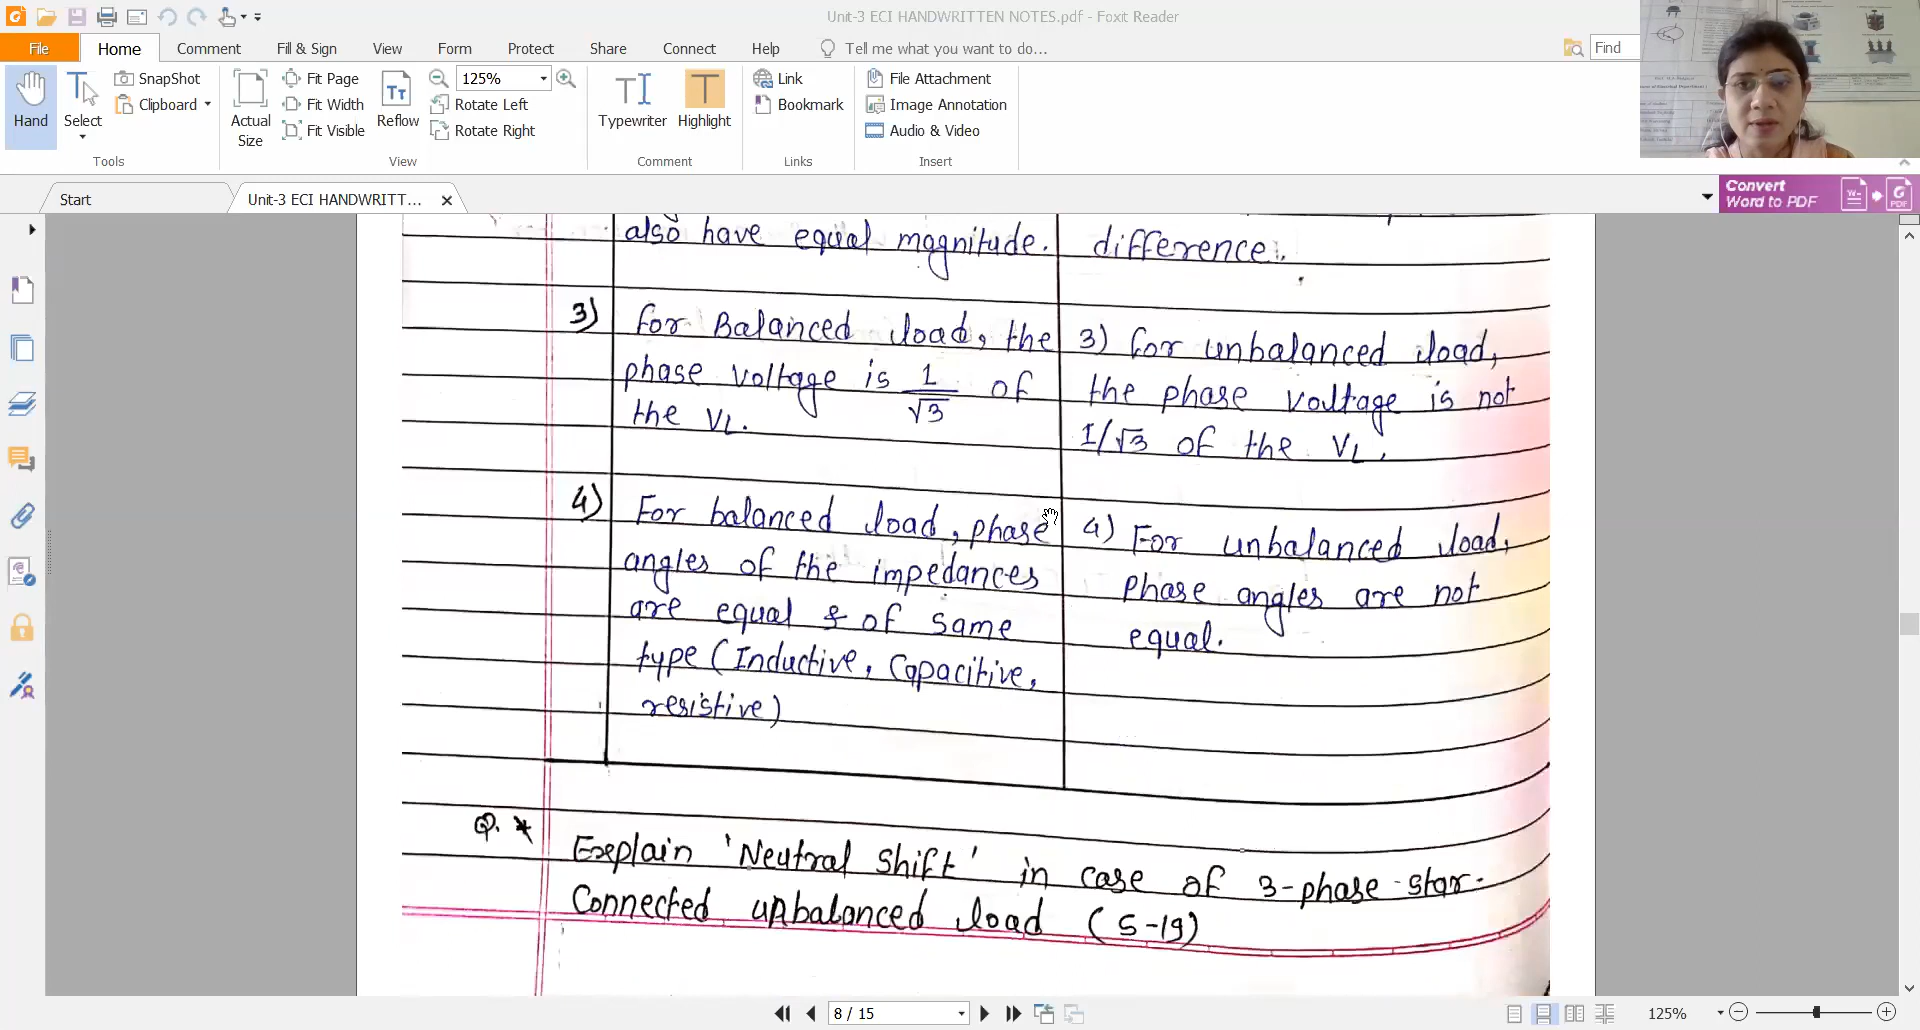 Unit-3 ECI HANDWRITTEN NOTES.pdf - Foxit Reader
File Home Comment Fill & Sign View Form Protect Share Connect Help Tell me what you want to do... Find
Hand
Select
SnapShot
Clipboard
Tools
Actual
Size
Fit Page
Fit Width
Fit Visible
Reflow
125%
Rotate Left
Rotate Right
View
Typewriter
Highlight
Comment
Link
Bookmark
Links
File Attachment
Image Annotation
Audio & Video
Insert
Start
Unit-3 ECI HANDWRITT...
Convert
Word to PDF
also have equal magnitude.
difference.
3) For Balanced load, the
phase voltage is 1/√3 of
the VL.
3) For unbalanced load,
the phase voltage is not
1/√3 of the VL.
4) For balanced load, phase
angles of the impedances
are equal & of same
type (Inductive, Capacitive,
resistive)
4) For unbalanced load,
Phase angles are not
equal.
Q. * Explain 'Neutral Shift' in case of 3-phase star-
Connected unbalanced load (S-19)
8 / 15
125%